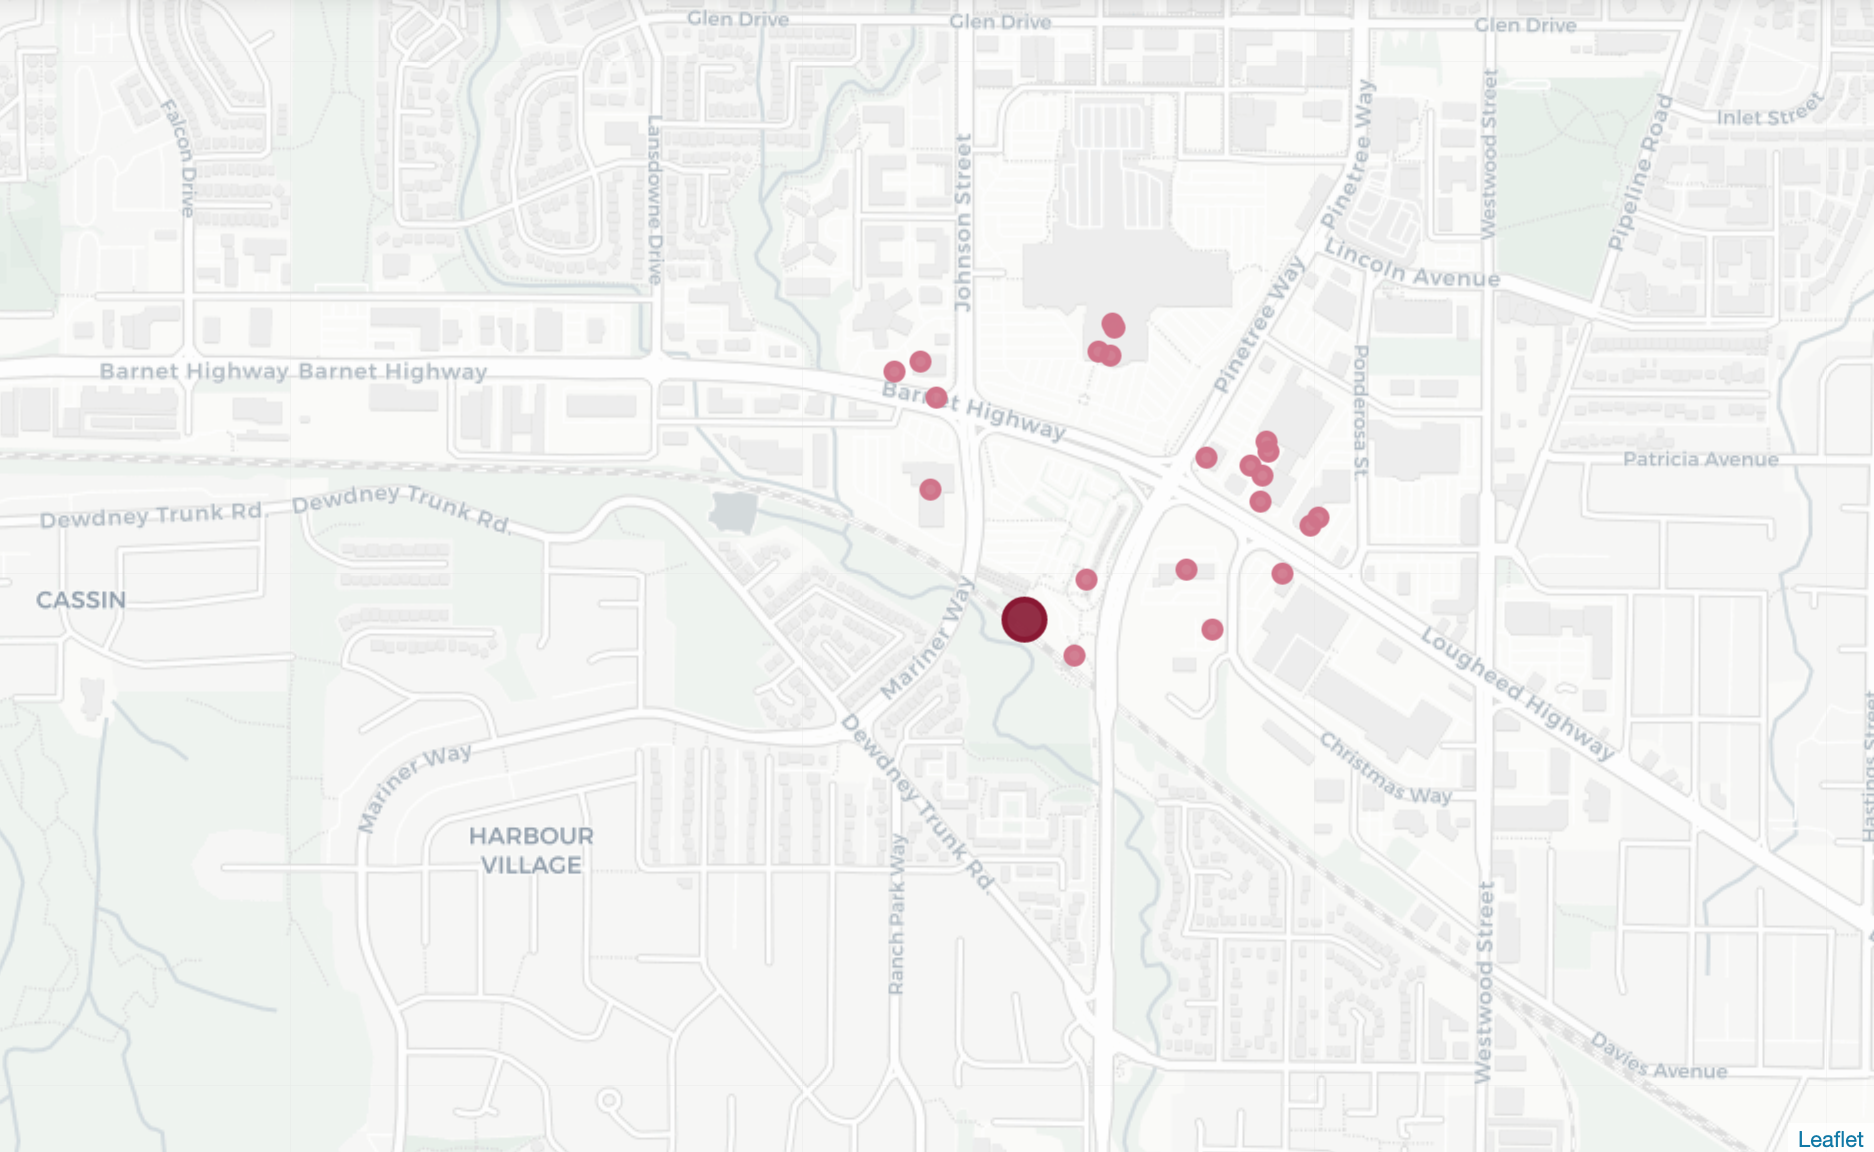 Glen Drive
Glen Drive
Glen Drive
Falcon Drive
Lansdowne Drive
Johnson Street
Pinetree Way
Westwood Street
Pipeline Road
Inlet Street
Lincoln Avenue
Pinetree Way
Barnet Highway
Barnet Highway
Barnet Highway
Ponderosa St.
Patricia Avenue
Dewdney Trunk Rd.
Dewdney Trunk Rd.
CASSIN
Mariner Way
Lougheed Highway
Mariner Way
Dewdney Trunk Rd.
Christmas Way
Hastings Street
HARBOUR
VILLAGE
Ranch Park Way
Westwood Street
Davies Avenue
Leaflet